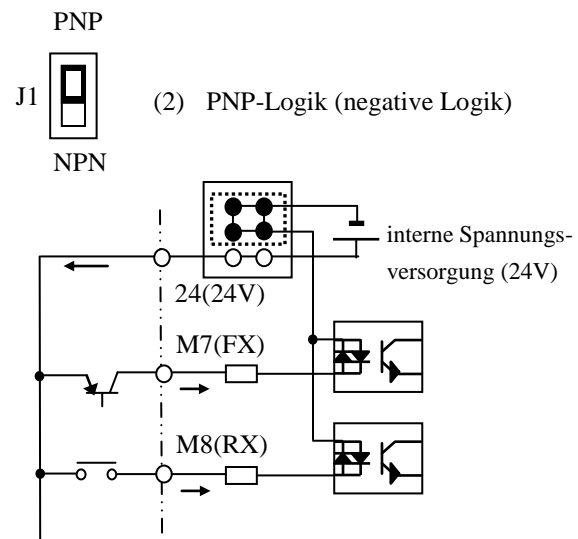 PNP
J1
(2) PNP-Logik (negative Logik)
NPN
interne Spannungs-
versorgung (24V)
24(24V)
M7(FX)
M8(RX)